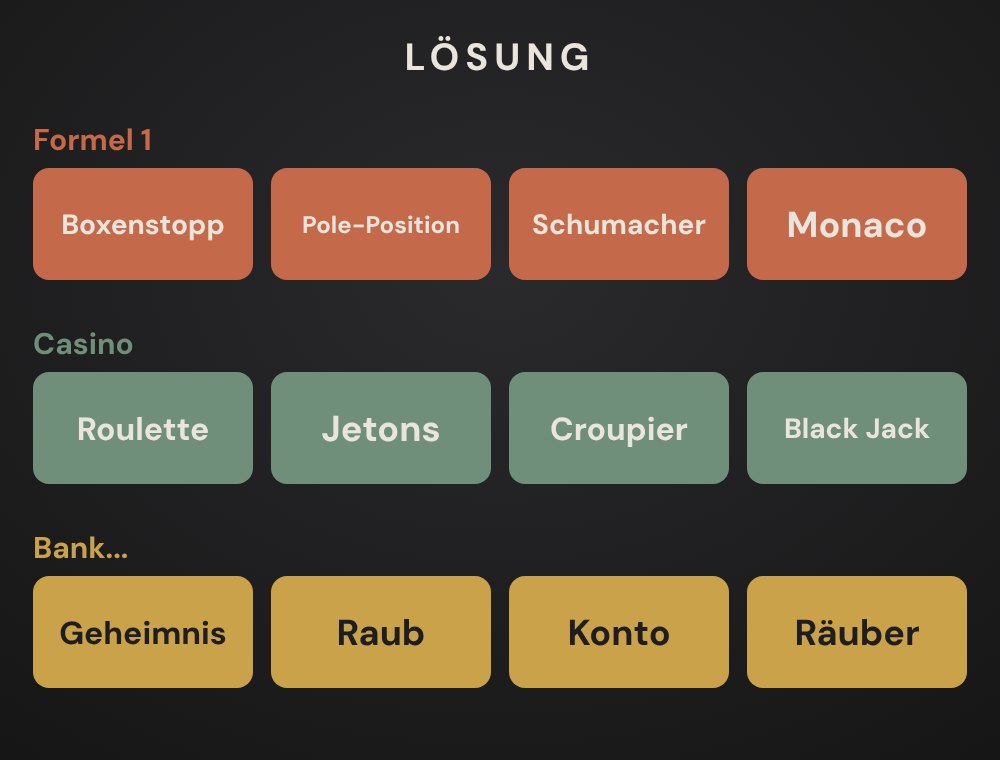 LÖSUNG
Formel 1
Boxenstopp Pole-Position Schumacher Monaco
Casino
Roulette Jetons Croupier Black Jack
Bank...
Geheimnis Raub Konto Räuber